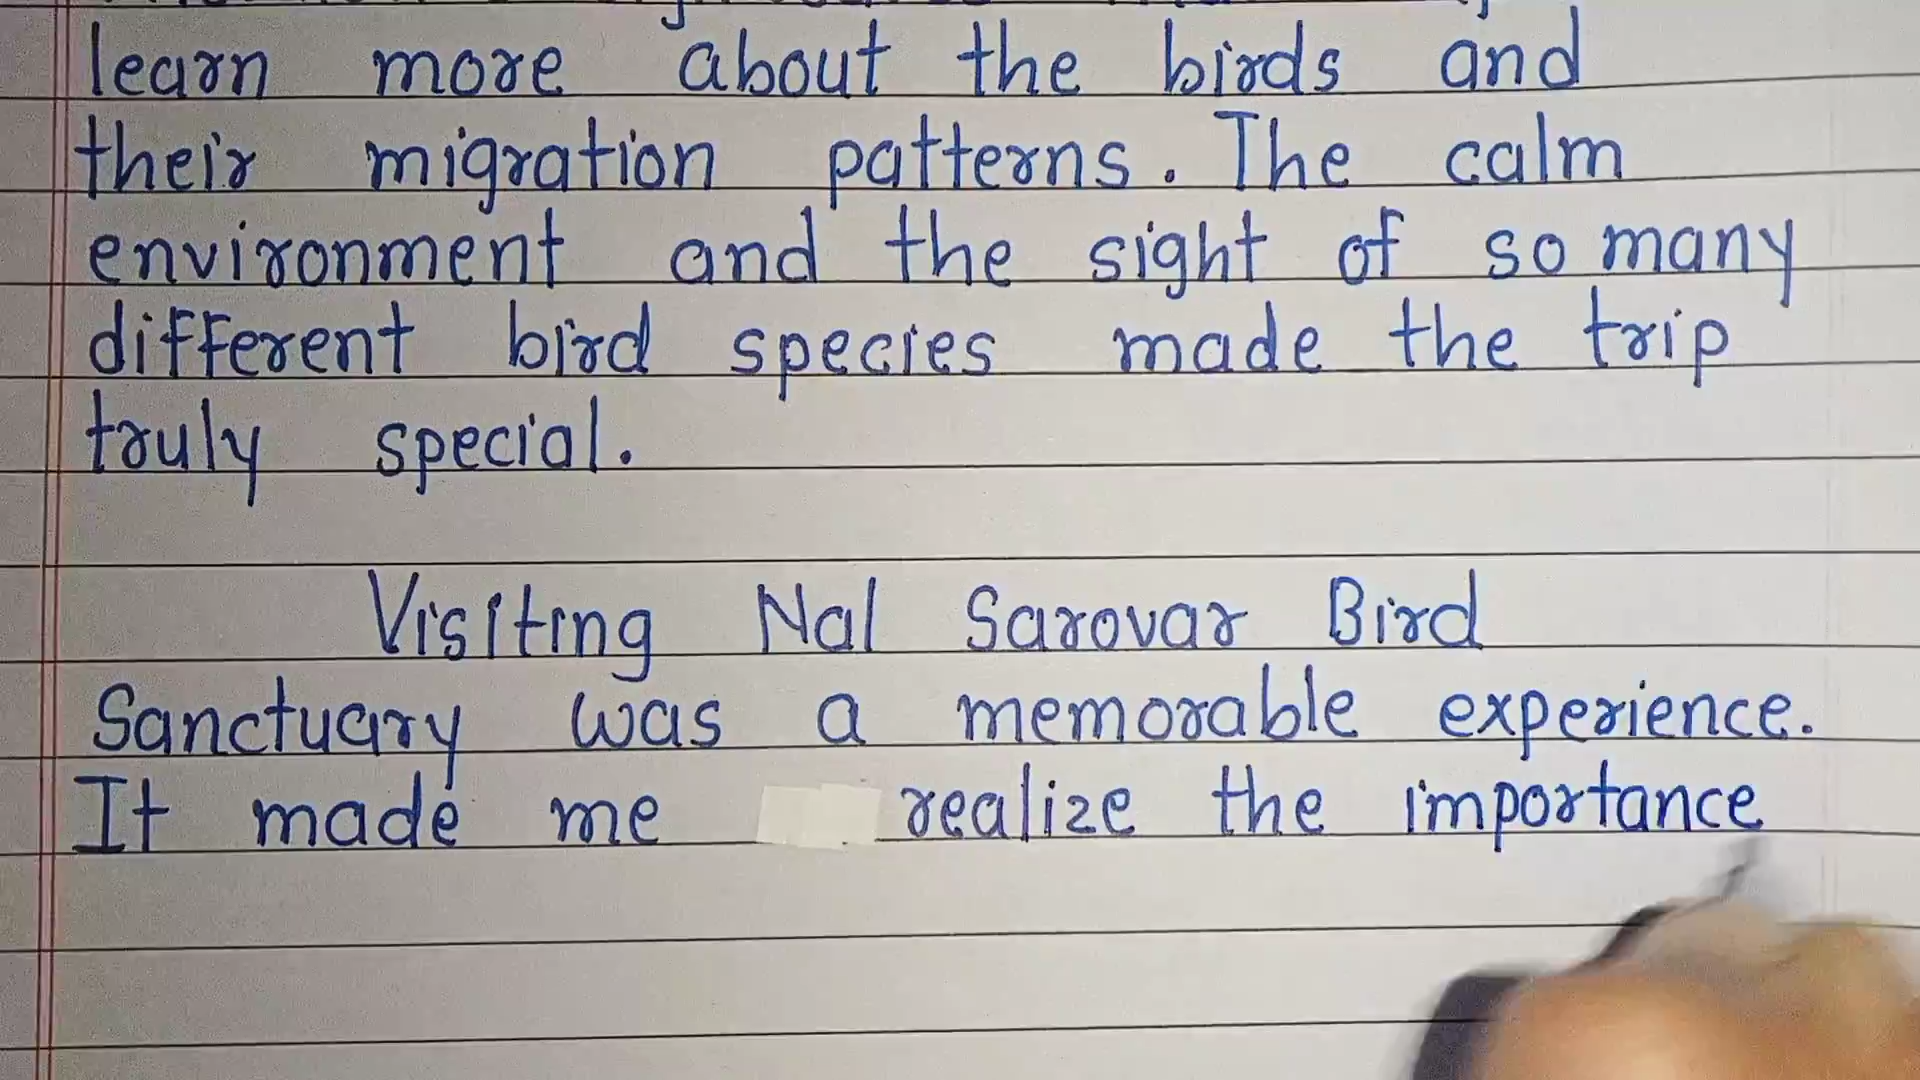 learn more about the birds and
their migration patterns. The calm
environment and the sight of so many
different bird species made the trip
truly special.
Visiting Nal Sarovar Bird
Sanctuary was a memorable experience.
It made me realize the importance